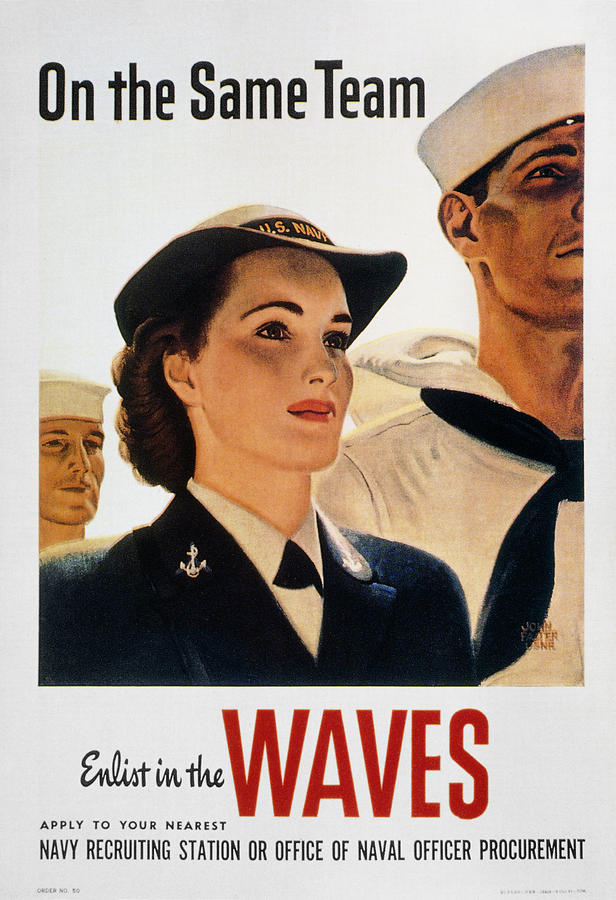 On the Same Team
U.S. NAVY
JOHN
FALTER
USNR
Enlist in the
WAVES
APPLY TO YOUR NEAREST
NAVY RECRUITING STATION OR OFFICE OF NAVAL OFFICER PROCUREMENT
ORDER NO. 50